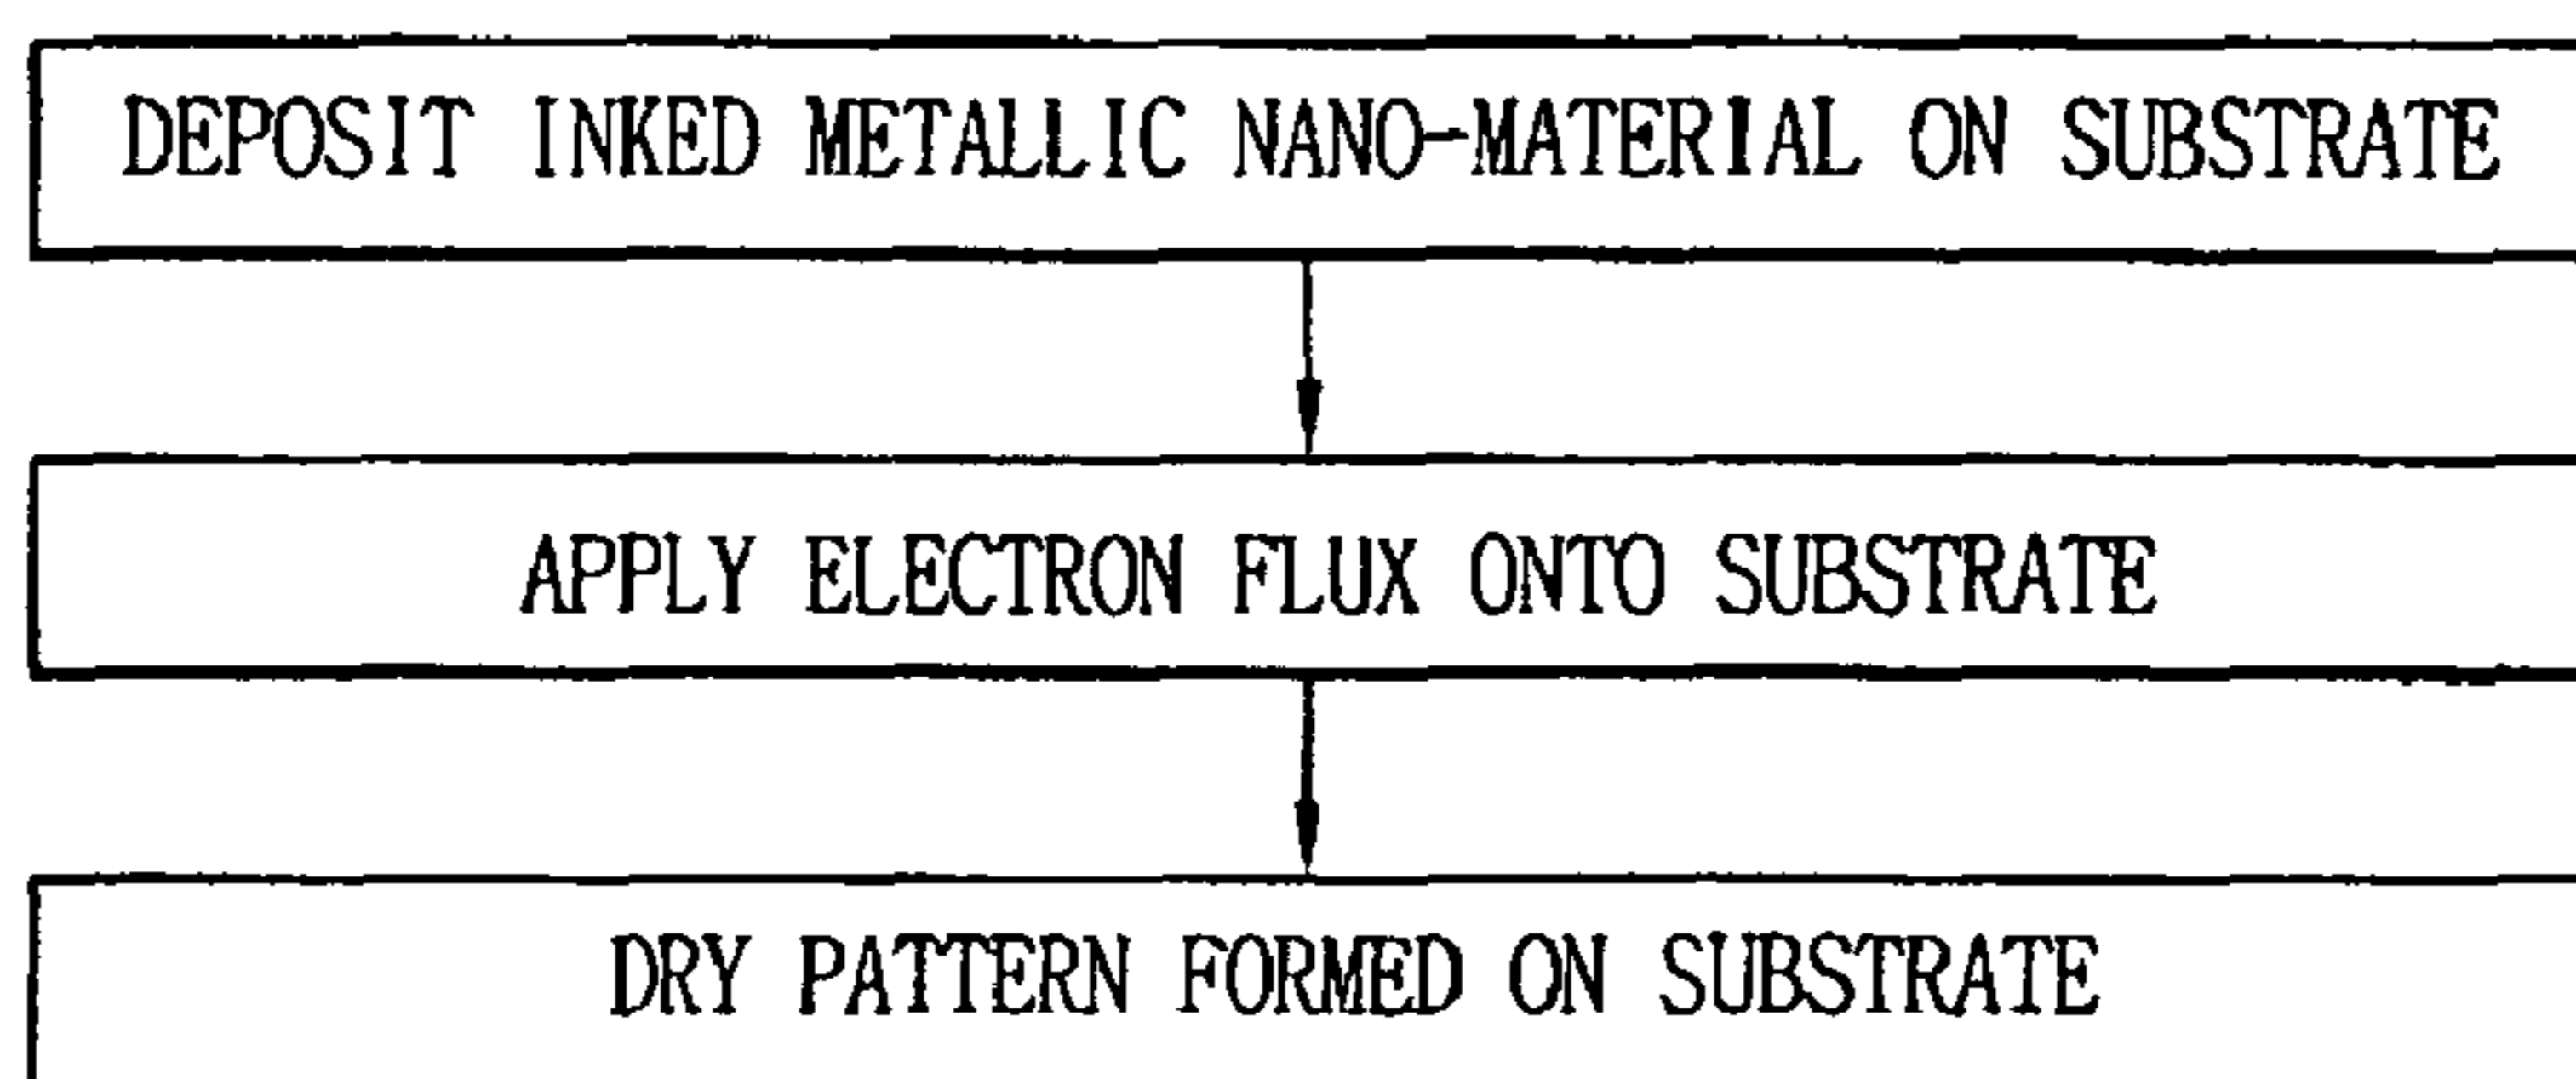 DEPOSIT INKED METALLIC NANO-MATERIAL ON SUBSTRATE
APPLY ELECTRON FLUX ONTO SUBSTRATE
DRY PATTERN FORMED ON SUBSTRATE